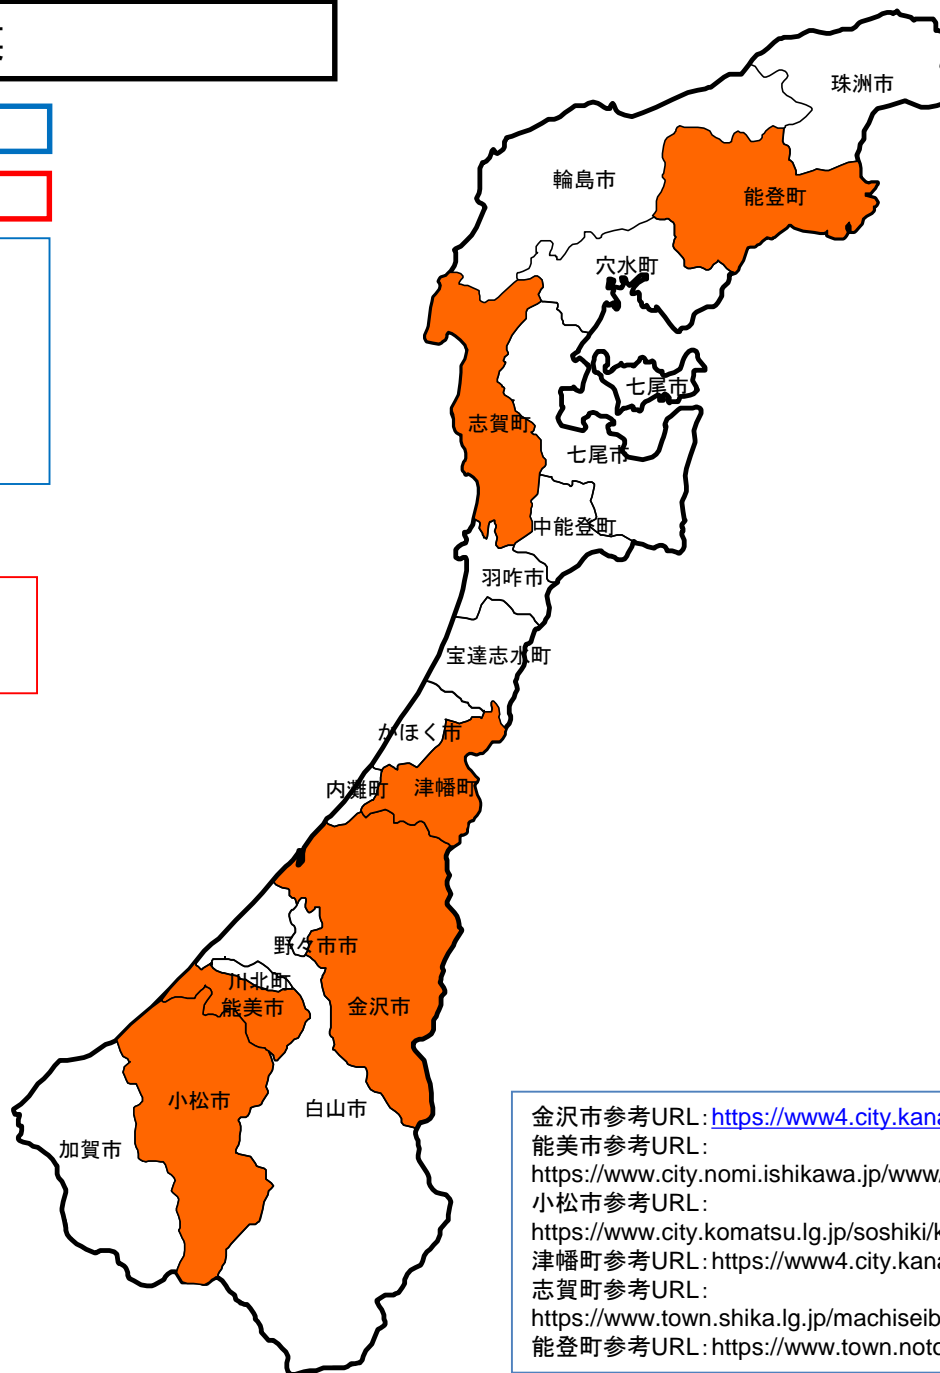 珠洲市
輪島市
能登町
穴水町
七尾市
志賀町
七尾市
中能登町
羽咋市
宝達志水町
かほく市
内灘町
津幡町
野々市市
川北町
能美市
金沢市
小松市
白山市
加賀市
金沢市参考URL：https://www4.city.kana
能美市参考URL：
https://www.city.nomi.ishikawa.jp/www/
小松市参考URL：
https://www.city.komatsu.lg.jp/soshiki/k
津幡町参考URL：https://www4.city.kana
志賀町参考URL：
https://www.town.shika.lg.jp/machiseib
能登町参考URL：https://www.town.noto